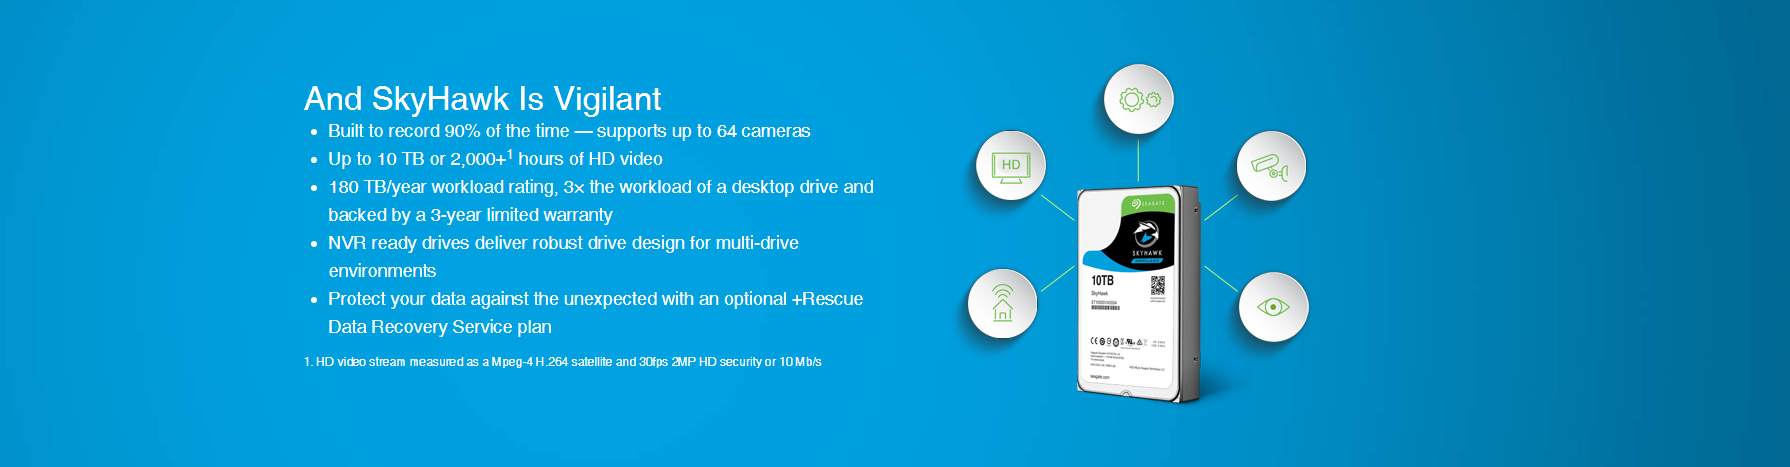 And SkyHawk Is Vigilant
• Built to record 90% of the time — supports up to 64 cameras
• Up to 10 TB or 2,000+1 hours of HD video
• 180 TB/year workload rating, 3× the workload of a desktop drive and
backed by a 3-year limited warranty
• NVR ready drives deliver robust drive design for multi-drive
environments
• Protect your data against the unexpected with an optional +Rescue
Data Recovery Service plan
1. HD video stream measured as a Mpeg-4 H.264 satellite and 30fps 2MP HD security or 10 Mb/s
HD
SEAGATE
SKYHAWK
10TB
SkyHawk
seagate.com